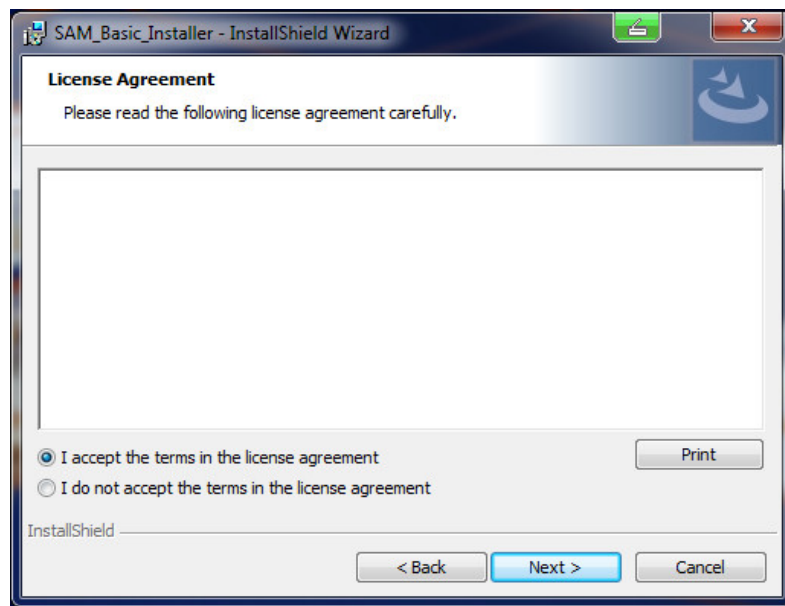 SAM_Basic_Installer - InstallShield Wizard
License Agreement
Please read the following license agreement carefully.
I accept the terms in the license agreement
Print
I do not accept the terms in the license agreement
InstallShield
< Back Next > Cancel